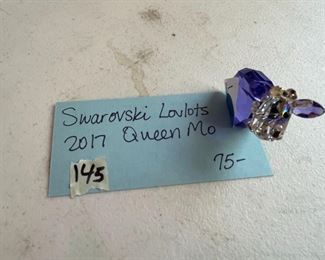 Swarovski Lovlots
2017 Queen Mo
75-
145